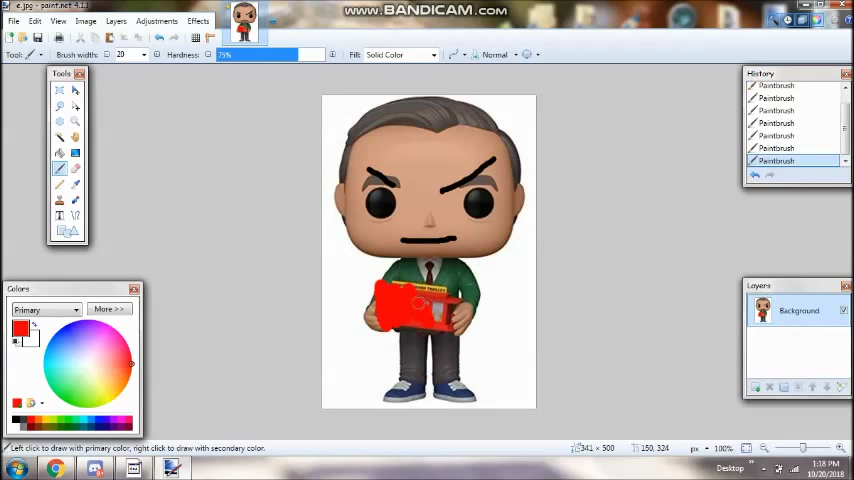 e.jpg - paint.net 4.1.1
WWW.BANDICAM.COM
File Edit View Image Layers Adjustments Effects
Tool: Brush width: 20 Hardness: 75% Fill: Solid Color Normal
Tools
History
Paintbrush
Paintbrush
Paintbrush
Paintbrush
Paintbrush
Paintbrush
Paintbrush
TROLLEY
Colors
Primary
More >>
Layers
Background
Left click to draw with primary color, right click to draw with secondary color.
341 × 500
150, 324
px
100%
Desktop
1:18 PM
10/20/2018